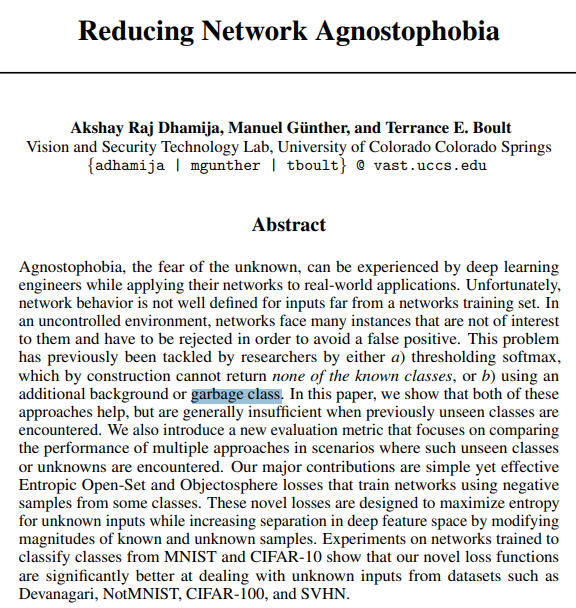 Reducing Network Agnostophobia
Akshay Raj Dhamija, Manuel Günther, and Terrance E. Boult
Vision and Security Technology Lab, University of Colorado Colorado Springs
{adhamija | mgunther | tboult} @ vast.uccs.edu
Abstract
Agnostophobia, the fear of the unknown, can be experienced by deep learning
engineers while applying their networks to real-world applications. Unfortunately,
network behavior is not well defined for inputs far from a networks training set. In
an uncontrolled environment, networks face many instances that are not of interest
to them and have to be rejected in order to avoid a false positive. This problem
has previously been tackled by researchers by either a) thresholding softmax,
which by construction cannot return none of the known classes, or b) using an
additional background or garbage class. In this paper, we show that both of these
approaches help, but are generally insufficient when previously unseen classes are
encountered. We also introduce a new evaluation metric that focuses on comparing
the performance of multiple approaches in scenarios where such unseen classes
or unknowns are encountered. Our major contributions are simple yet effective
Entropic Open-Set and Objectosphere losses that train networks using negative
samples from some classes. These novel losses are designed to maximize entropy
for unknown inputs while increasing separation in deep feature space by modifying
magnitudes of known and unknown samples. Experiments on networks trained to
classify classes from MNIST and CIFAR-10 show that our novel loss functions
are significantly better at dealing with unknown inputs from datasets such as
Devanagari, NotMNIST, CIFAR-100, and SVHN.